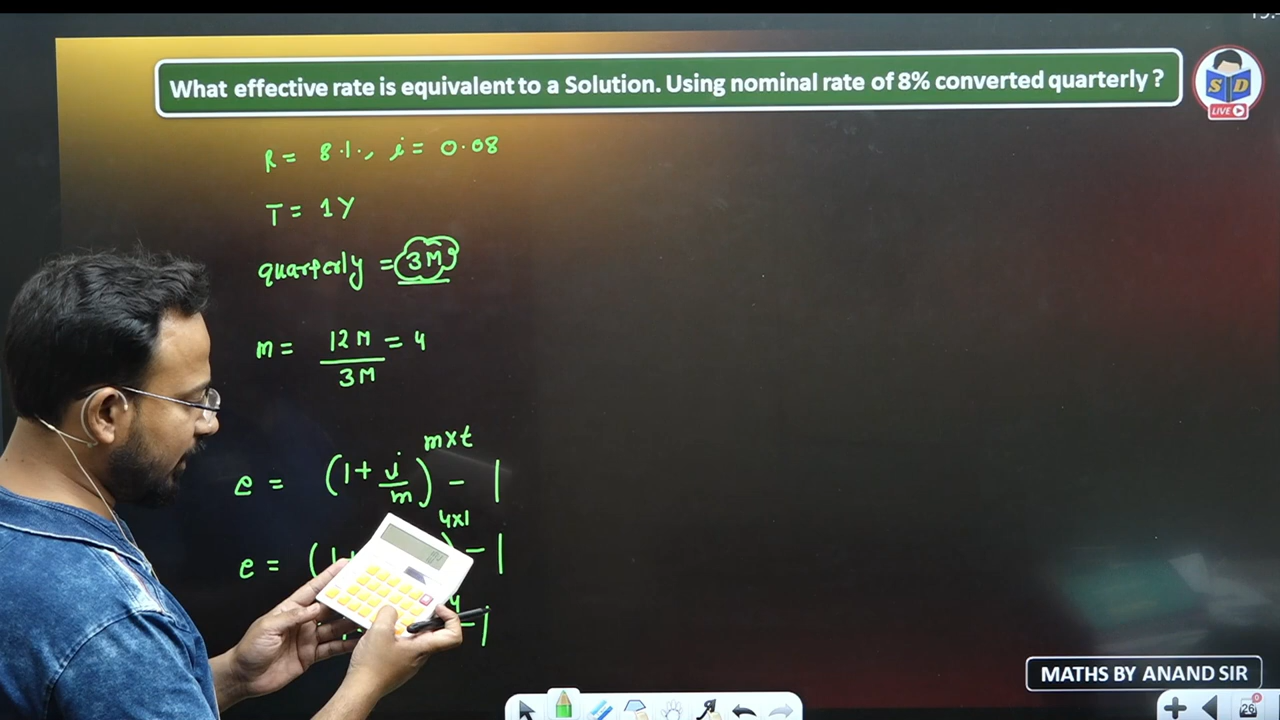 What effective rate is equivalent to a Solution. Using nominal rate of 8% converted quarterly ?
S D
LIVE
R = 8·1·, i = 0.08
T = 1Y
quarterly = 3M
m = 12M = 4
3M
m×t
e = (1+ i ) - 1
m
4×1
e = (1+ ) - 1
4
-1
MATHS BY ANAND SIR
26